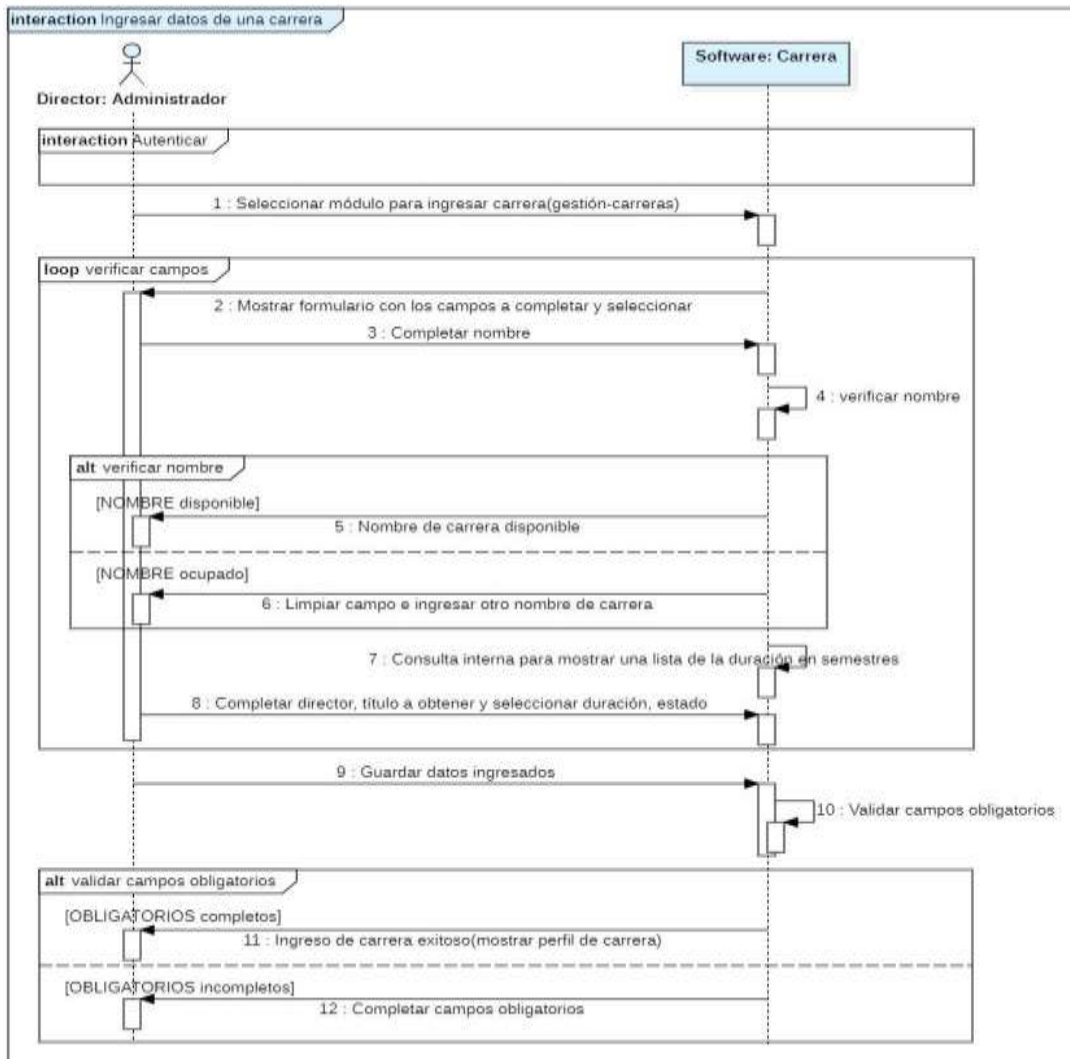 interaction Ingresar datos de una carrera
Software: Carrera
Director: Administrador
interaction Autenticar
1 : Seleccionar módulo para ingresar carrera(gestión-carreras)
loop verificar campos
2 : Mostrar formulario con los campos a completar y seleccionar
3 : Completar nombre
4 : verificar nombre
alt verificar nombre
[NOMBRE disponible]
5 : Nombre de carrera disponible
[NOMBRE ocupado]
6 : Limpiar campo e ingresar otro nombre de carrera
7 : Consulta interna para mostrar una lista de la duración en semestres
8 : Completar director, título a obtener y seleccionar duración, estado
9 : Guardar datos ingresados
10 : Validar campos obligatorios
alt validar campos obligatorios
[OBLIGATORIOS completos]
11 : Ingreso de carrera exitoso(mostrar perfil de carrera)
[OBLIGATORIOS incompletos]
12 : Completar campos obligatorios